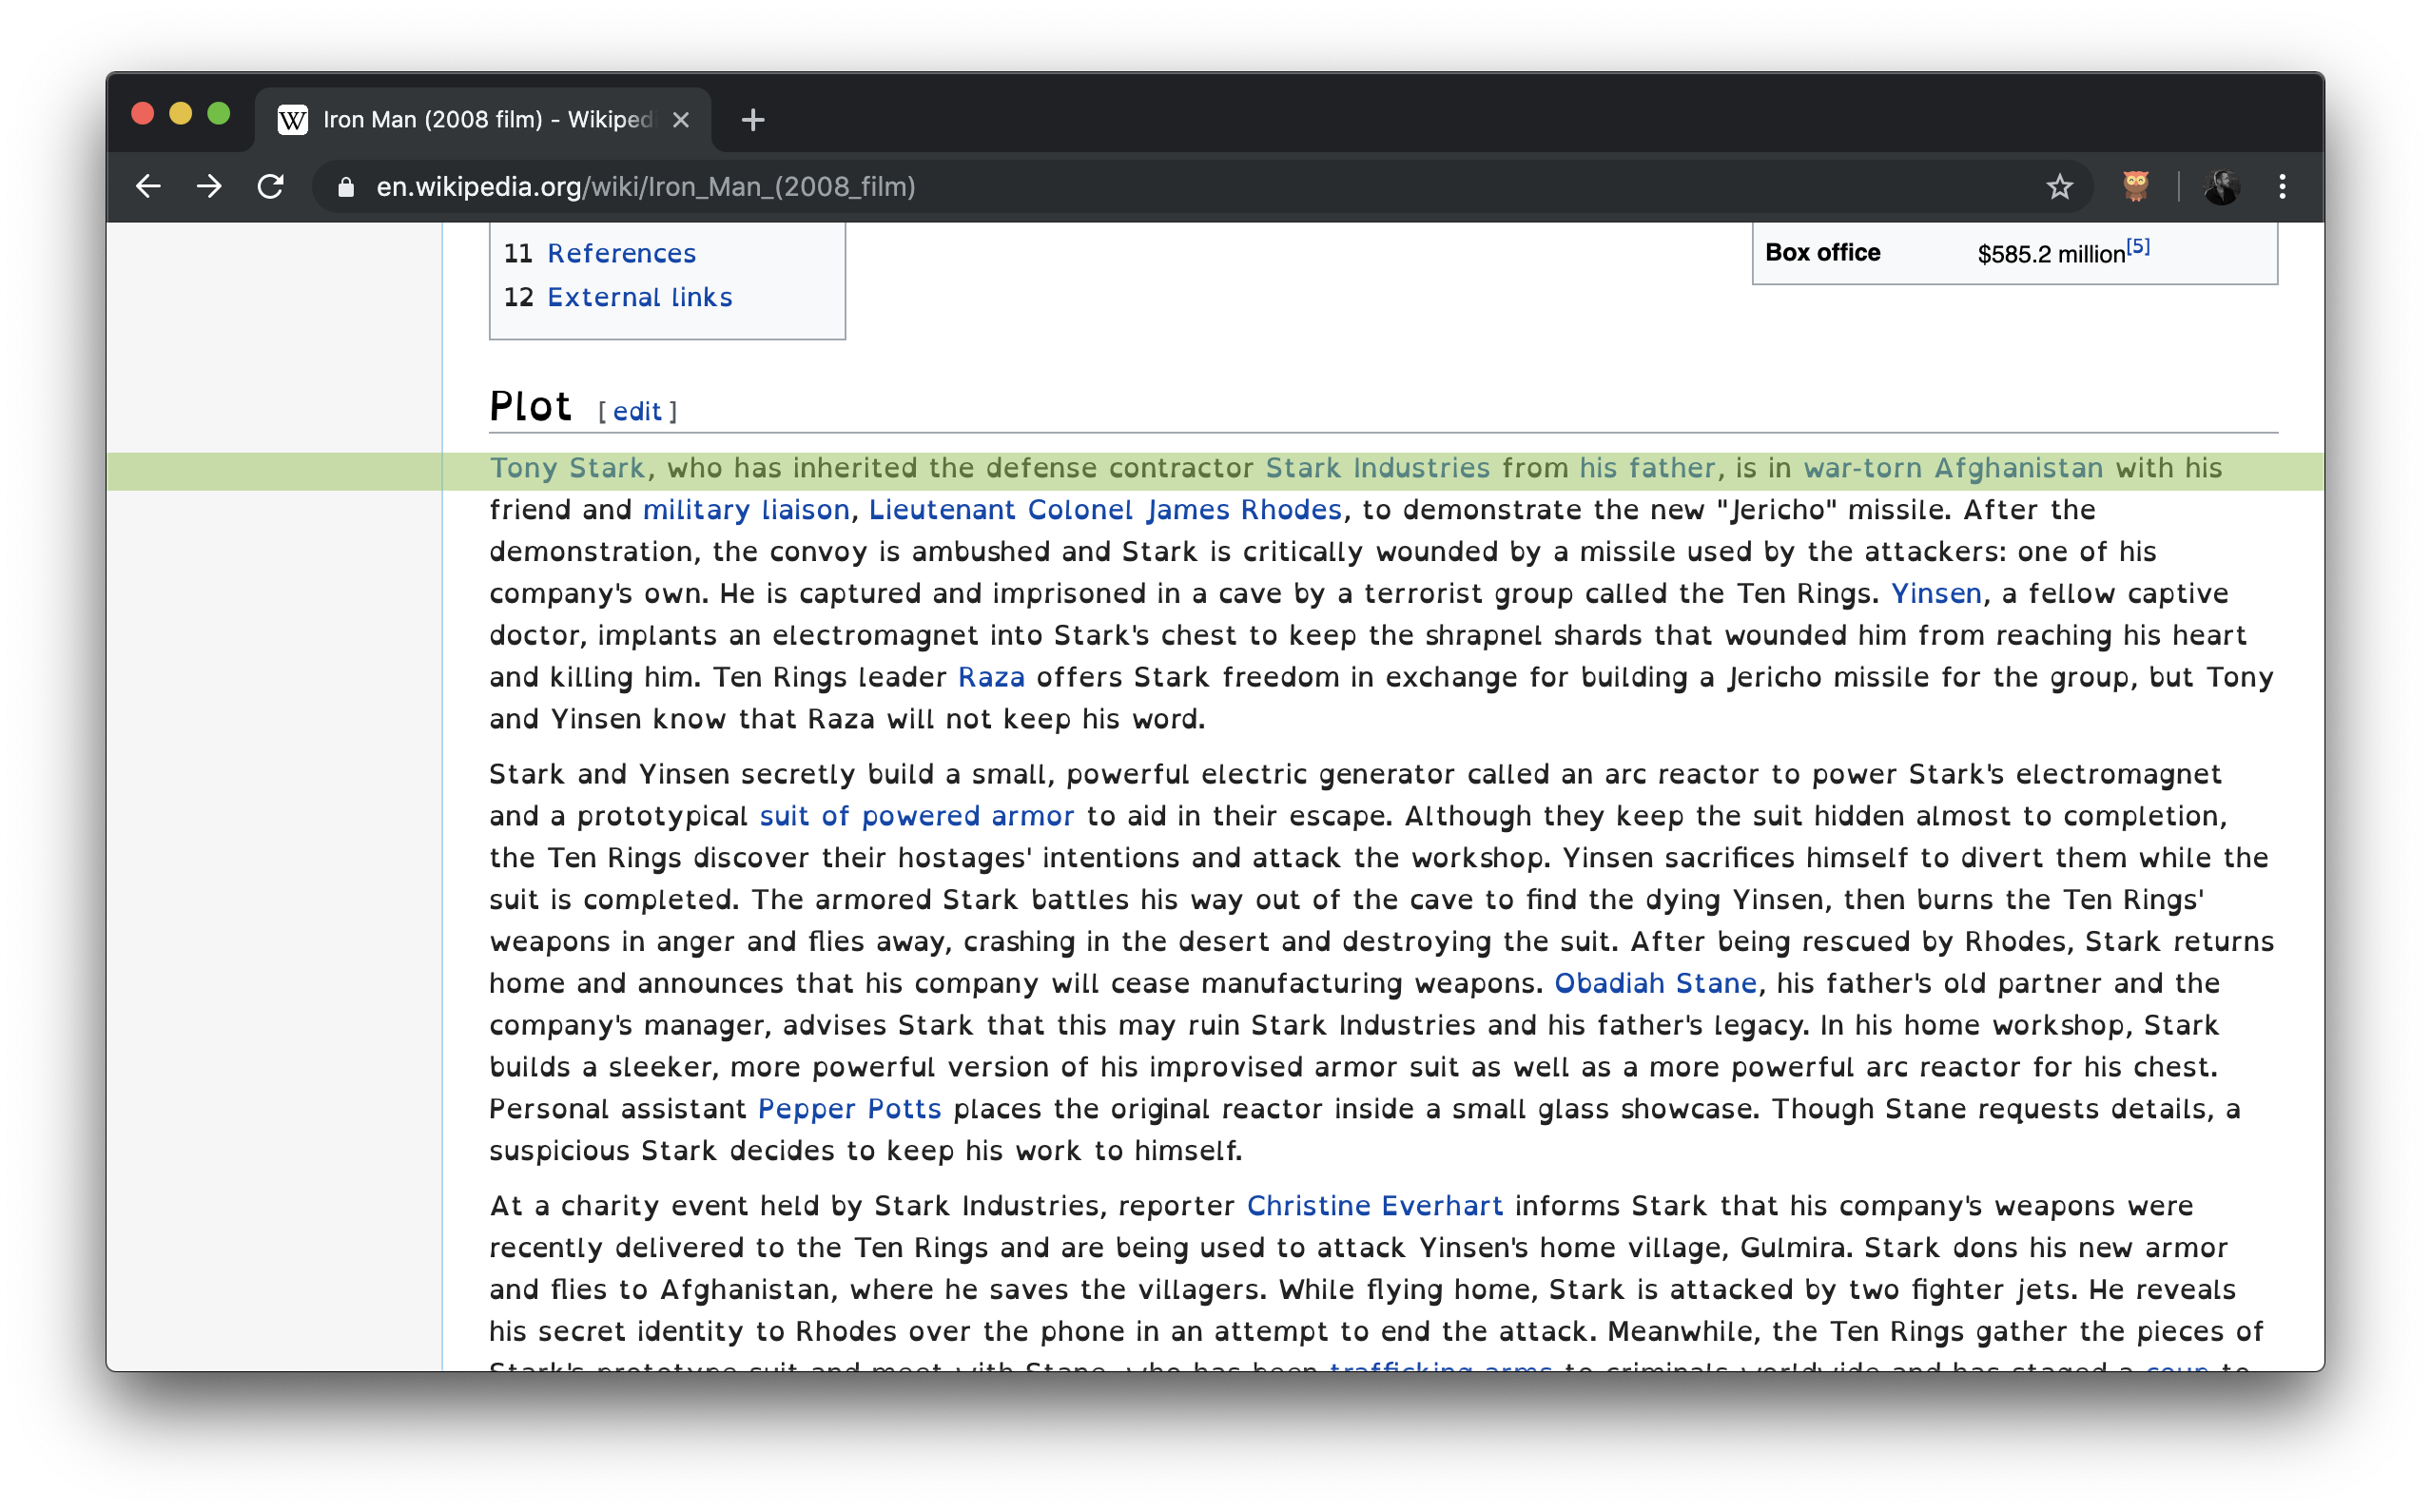 Iron Man (2008 film) - Wikiped
en.wikipedia.org/wiki/Iron_Man_(2008_film)
11 References
12 External links
Box office $585.2 million[5]
Plot [ edit ]
Tony Stark, who has inherited the defense contractor Stark Industries from his father, is in war-torn Afghanistan with his
friend and military liaison, Lieutenant Colonel James Rhodes, to demonstrate the new "Jericho" missile. After the
demonstration, the convoy is ambushed and Stark is critically wounded by a missile used by the attackers: one of his
company's own. He is captured and imprisoned in a cave by a terrorist group called the Ten Rings. Yinsen, a fellow captive
doctor, implants an electromagnet into Stark's chest to keep the shrapnel shards that wounded him from reaching his heart
and killing him. Ten Rings leader Raza offers Stark freedom in exchange for building a Jericho missile for the group, but Tony
and Yinsen know that Raza will not keep his word.
Stark and Yinsen secretly build a small, powerful electric generator called an arc reactor to power Stark's electromagnet
and a prototypical suit of powered armor to aid in their escape. Although they keep the suit hidden almost to completion,
the Ten Rings discover their hostages' intentions and attack the workshop. Yinsen sacrifices himself to divert them while the
suit is completed. The armored Stark battles his way out of the cave to find the dying Yinsen, then burns the Ten Rings'
weapons in anger and flies away, crashing in the desert and destroying the suit. After being rescued by Rhodes, Stark returns
home and announces that his company will cease manufacturing weapons. Obadiah Stane, his father's old partner and the
company's manager, advises Stark that this may ruin Stark Industries and his father's legacy. In his home workshop, Stark
builds a sleeker, more powerful version of his improvised armor suit as well as a more powerful arc reactor for his chest.
Personal assistant Pepper Potts places the original reactor inside a small glass showcase. Though Stane requests details, a
suspicious Stark decides to keep his work to himself.
At a charity event held by Stark Industries, reporter Christine Everhart informs Stark that his company's weapons were
recently delivered to the Ten Rings and are being used to attack Yinsen's home village, Gulmira. Stark dons his new armor
and flies to Afghanistan, where he saves the villagers. While flying home, Stark is attacked by two fighter jets. He reveals
his secret identity to Rhodes over the phone in an attempt to end the attack. Meanwhile, the Ten Rings gather the pieces of
Stark's prototype suit and meet with Stane, who has been trafficking arms to criminals worldwide and has staged a coup to